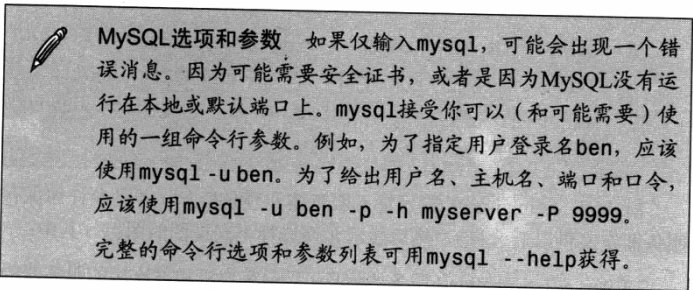 MySQL选项和参数 如果仅输入mysql，可能会出现一个错
误消息。因为可能需要安全证书，或者是因为MySQL没有运
行在本地或默认端口上。mysql接受你可以（和可能需要）使
用的一组命令行参数。例如，为了指定用户登录名ben，应该
使用mysql -u ben。为了给出用户名、主机名、端口和口令，
应该使用mysql -u ben -p -h myserver -P 9999。
完整的命令行选项和参数列表可用mysql --help获得。